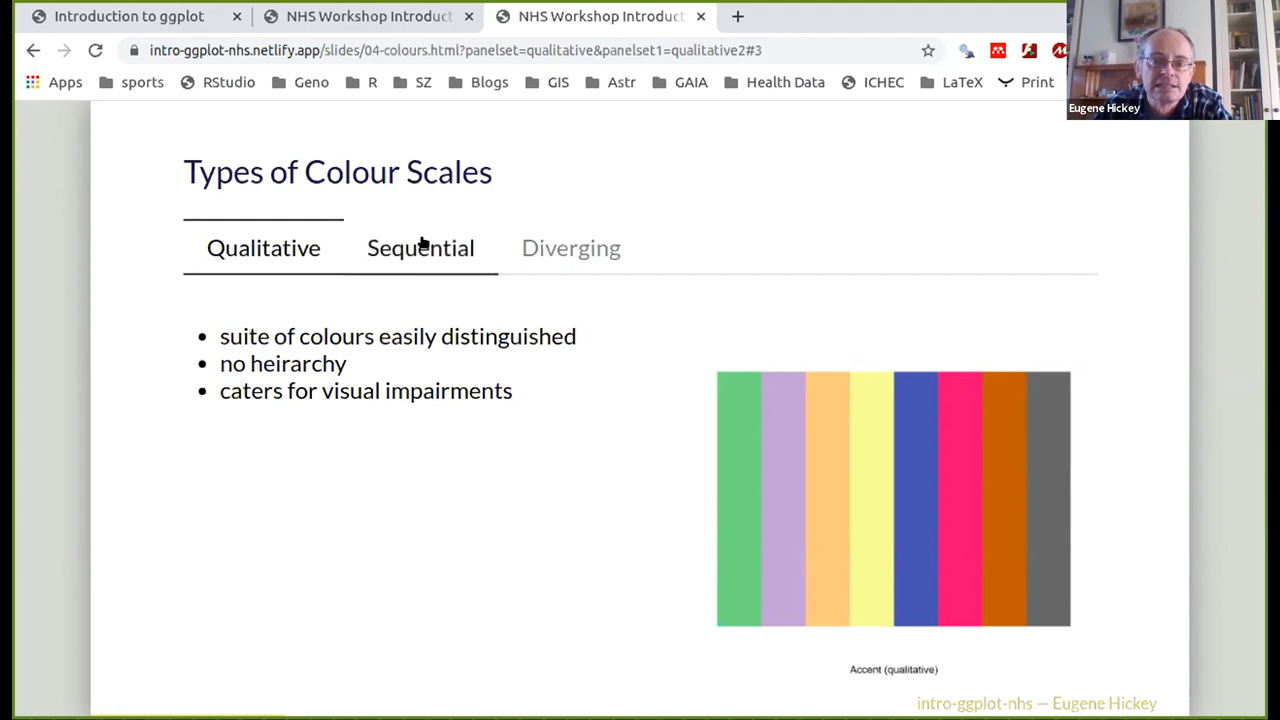 Introduction to ggplot
NHS Workshop Introduct
NHS Workshop Introduct
intro-ggplot-nhs.netlify.app/slides/04-colours.html?panelset=qualitative&panelset1=qualitative2#3
Apps sports RStudio Geno R SZ Blogs GIS Astr GAIA Health Data ICHEC LaTeX Print
Eugene Hickey
Types of Colour Scales
Qualitative Sequential Diverging
• suite of colours easily distinguished
• no heirarchy
• caters for visual impairments
Accent (qualitative)
intro-ggplot-nhs — Eugene Hickey